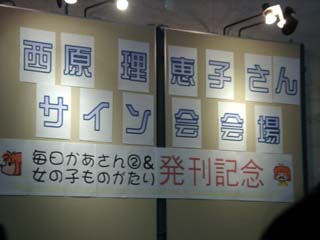 西原理恵子さん
サイン会会場
毎日かあさん②&
女の子ものがたり
発刊記念